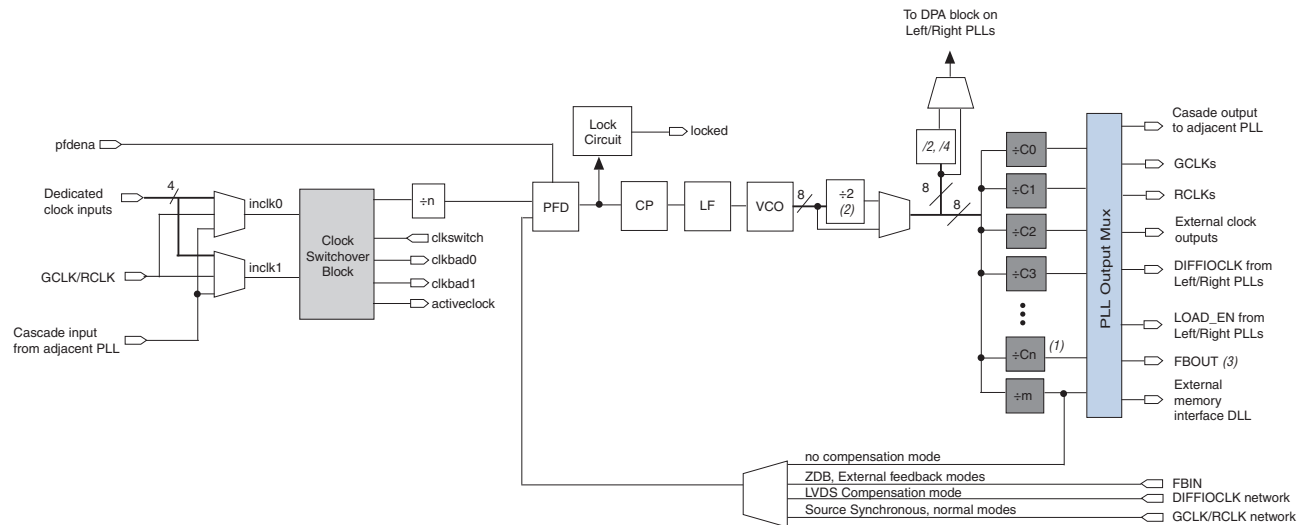 To DPA block on
Left/Right PLLs
Lock
Circuit
locked
pfdena
/2, /4
÷C0
Casade output
to adjacent PLL
GCLKs
Dedicated
clock inputs
4
inclk0
÷n
PFD
CP
LF
VCO
8
÷2
(2)
8
8
÷C1
RCLKs
Clock
Switchover
Block
clkswitch
clkbad0
clkbad1
activeclock
÷C2
External clock
outputs
GCLK/RCLK
inclk1
÷C3
PLL Output Mux
DIFFIOCLK from
Left/Right PLLs
Cascade input
from adjacent PLL
LOAD_EN from
Left/Right PLLs
÷Cn
(1)
FBOUT (3)
÷m
External
memory
interface DLL
no compensation mode
ZDB, External feedback modes
FBIN
LVDS Compensation mode
DIFFIOCLK network
Source Synchronous, normal modes
GCLK/RCLK network